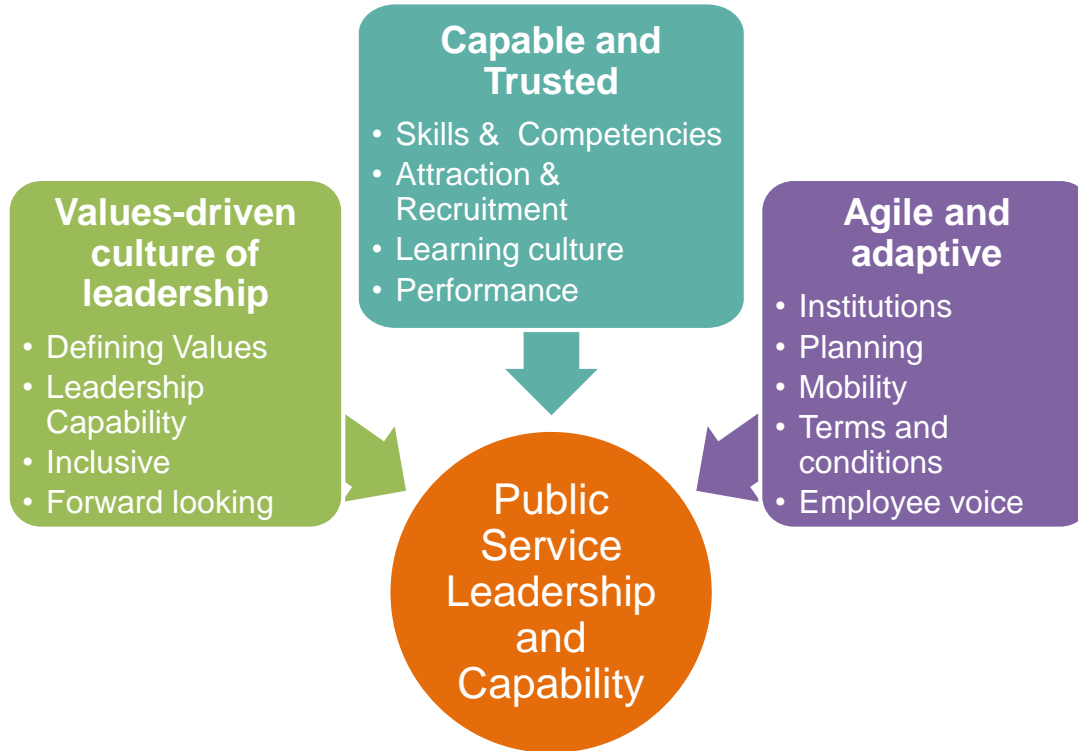 Values-driven
culture of
leadership
• Defining Values
• Leadership
Capability
• Inclusive
• Forward looking
Capable and
Trusted
• Skills &  Competencies
• Attraction &
Recruitment
• Learning culture
• Performance
Agile and
adaptive
• Institutions
• Planning
• Mobility
• Terms and
conditions
• Employee voice
Public
Service
Leadership
and
Capability